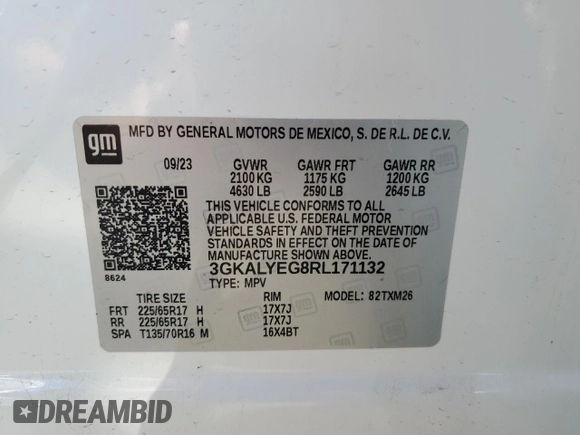 gm
MFD BY GENERAL MOTORS DE MEXICO, S. DE R.L. DE C.V.
09/23 GVWR GAWR FRT GAWR RR
2100 KG 1175 KG 1200 KG
4630 LB 2590 LB 2645 LB
THIS VEHICLE CONFORMS TO ALL
APPLICABLE U.S. FEDERAL MOTOR
VEHICLE SAFETY AND THEFT PREVENTION
STANDARDS IN EFFECT ON THE DATE OF
MANUFACTURE SHOWN ABOVE.
3GKALYEG8RL171132
8624
TYPE: MPV
TIRE SIZE RIM MODEL: 82TXM26
FRT 225/65R17 H 17X7J
RR 225/65R17 H 17X7J
SPA T135/70R16 M 16X4BT
DREAMBID